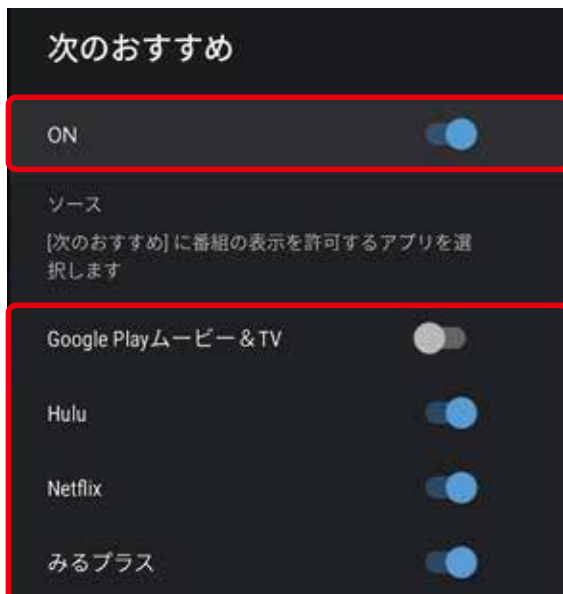 次のおすすめ
ON
ソース
[次のおすすめ] に番組の表示を許可するアプリを選
択します
Google Playムービー＆TV
Hulu
Netflix
みるプラス